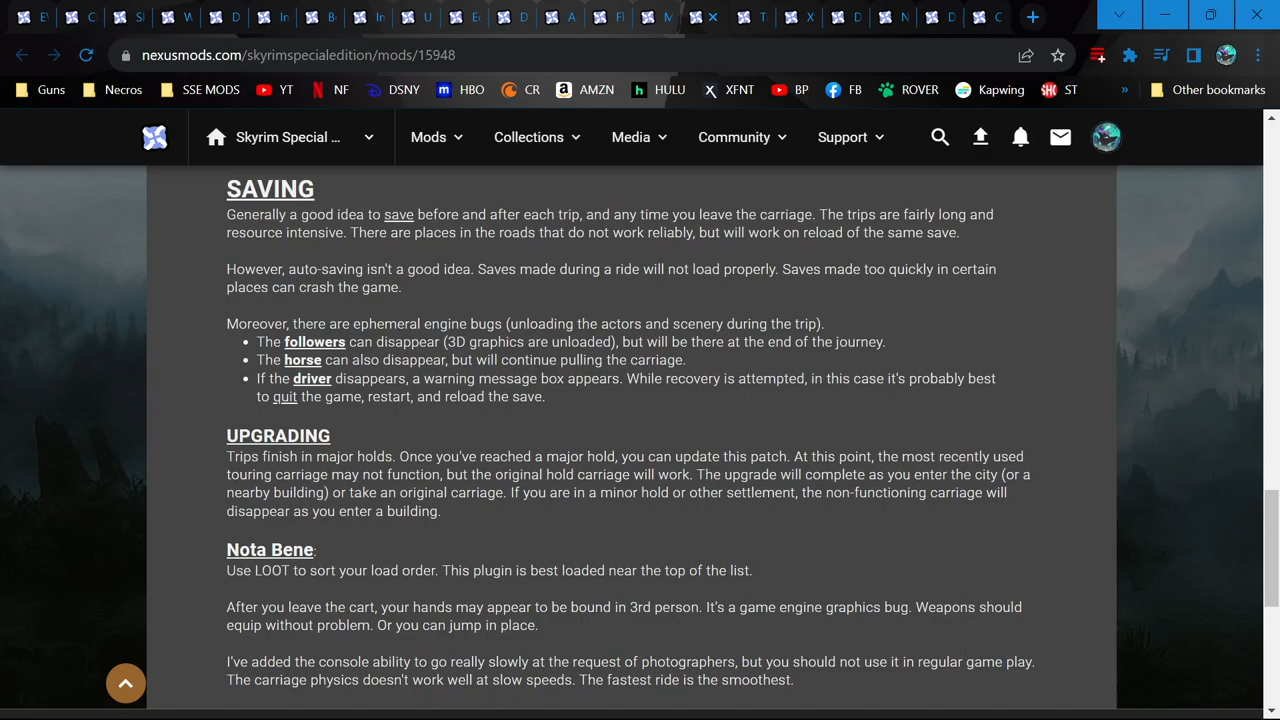 EV
C
Sl
W
D
In
B
In
U
E
D
A
Fl
M
T
X
D
N
D
C
nexusmods.com/skyrimspecialedition/mods/15948
Guns Necros SSE MODS YT NF DSNY HBO CR AMZN HULU XFNT BP FB ROVER Kapwing ST » Other bookmarks
Skyrim Special ... Mods Collections Media Community Support
SAVING
Generally a good idea to save before and after each trip, and any time you leave the carriage. The trips are fairly long and
resource intensive. There are places in the roads that do not work reliably, but will work on reload of the same save.
However, auto-saving isn't a good idea. Saves made during a ride will not load properly. Saves made too quickly in certain
places can crash the game.
Moreover, there are ephemeral engine bugs (unloading the actors and scenery during the trip).
• The followers can disappear (3D graphics are unloaded), but will be there at the end of the journey.
• The horse can also disappear, but will continue pulling the carriage.
• If the driver disappears, a warning message box appears. While recovery is attempted, in this case it's probably best
to quit the game, restart, and reload the save.
UPGRADING
Trips finish in major holds. Once you've reached a major hold, you can update this patch. At this point, the most recently used
touring carriage may not function, but the original hold carriage will work. The upgrade will complete as you enter the city (or a
nearby building) or take an original carriage. If you are in a minor hold or other settlement, the non-functioning carriage will
disappear as you enter a building.
Nota Bene:
Use LOOT to sort your load order. This plugin is best loaded near the top of the list.
After you leave the cart, your hands may appear to be bound in 3rd person. It's a game engine graphics bug. Weapons should
equip without problem. Or you can jump in place.
I've added the console ability to go really slowly at the request of photographers, but you should not use it in regular game play.
The carriage physics doesn't work well at slow speeds. The fastest ride is the smoothest.